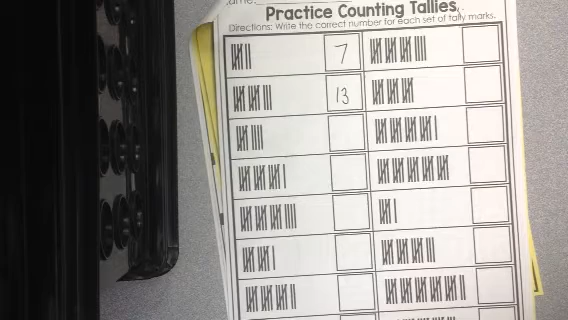 Practice Counting Tallies
Directions: Write the correct number for each set of tally marks.
7
13